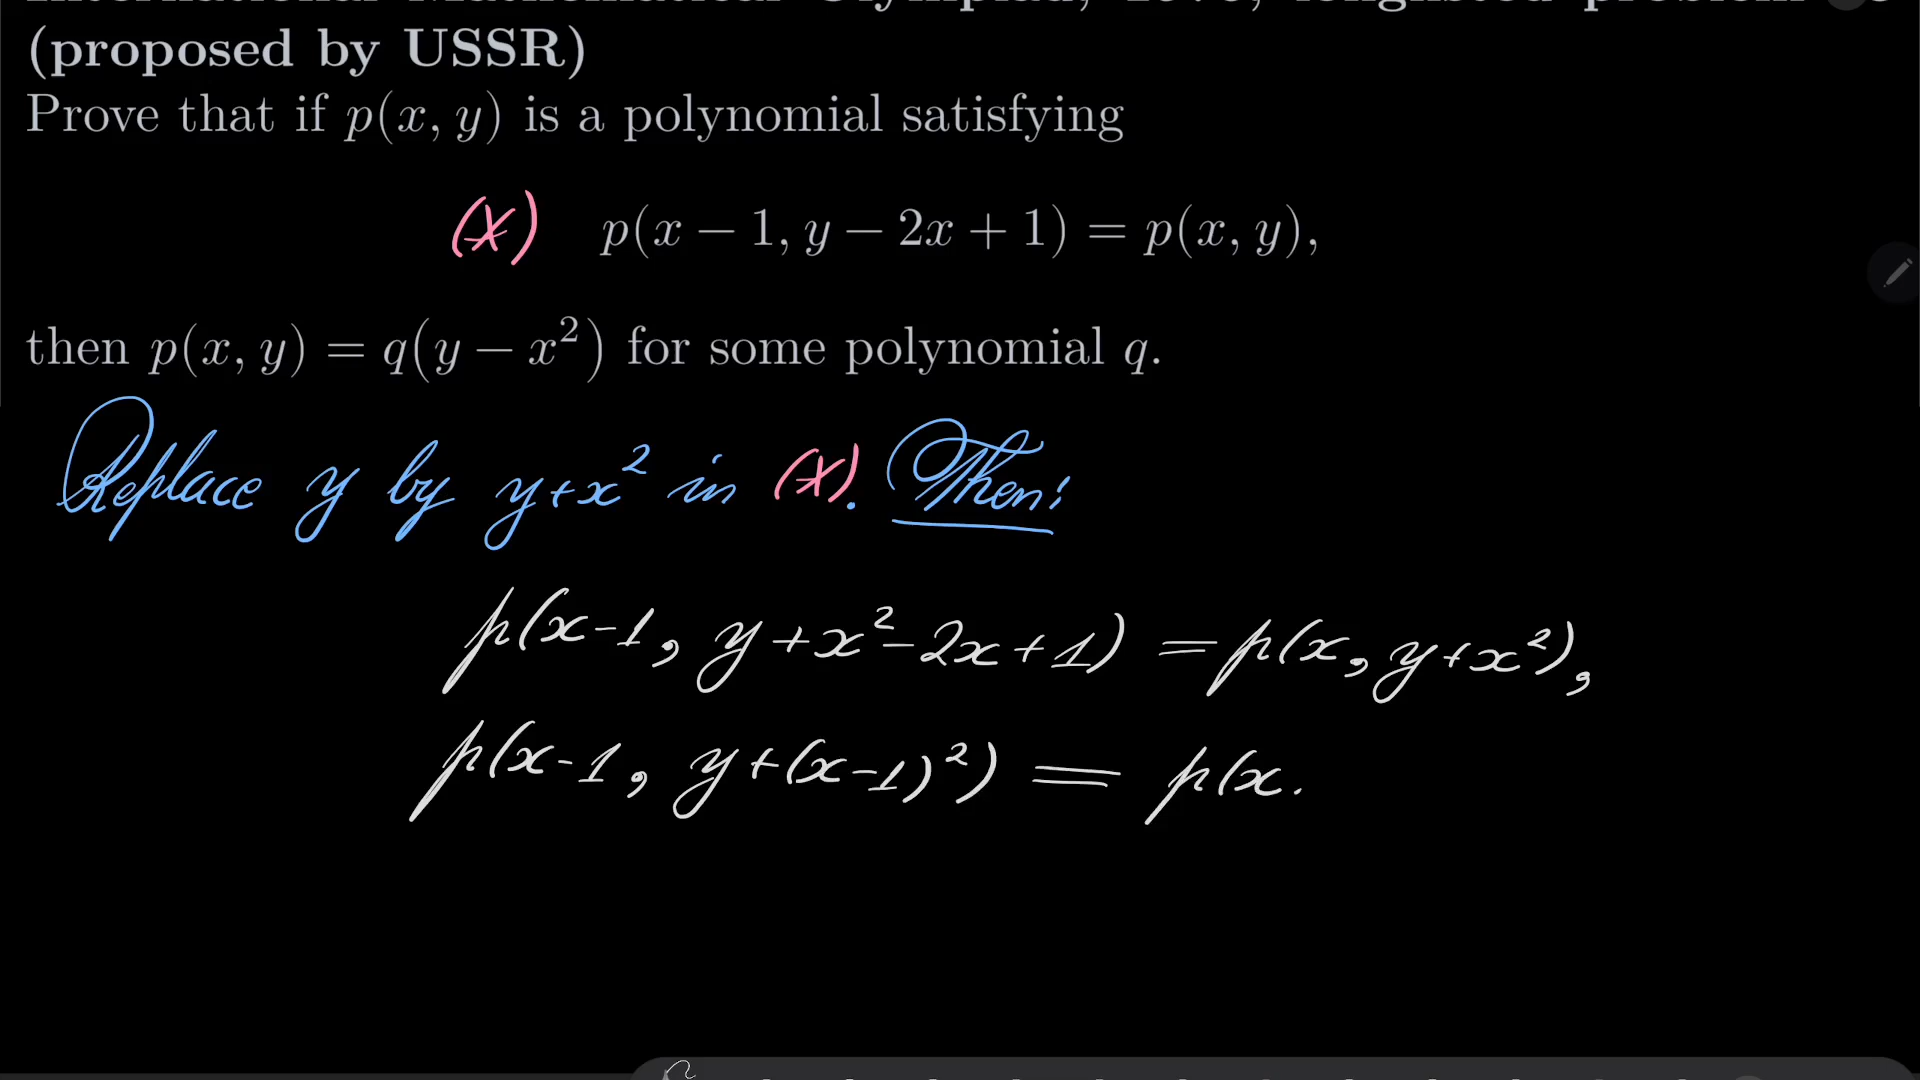 (proposed by USSR)
Prove that if p(x, y) is a polynomial satisfying
(*) p(x − 1, y − 2x + 1) = p(x, y),
then p(x, y) = q(y − x²) for some polynomial q.
Replace y by y+x² in (*). Then:
p(x-1, y+x²-2x+1) = p(x, y+x²),
p(x-1, y+(x-1)²) = p(x.